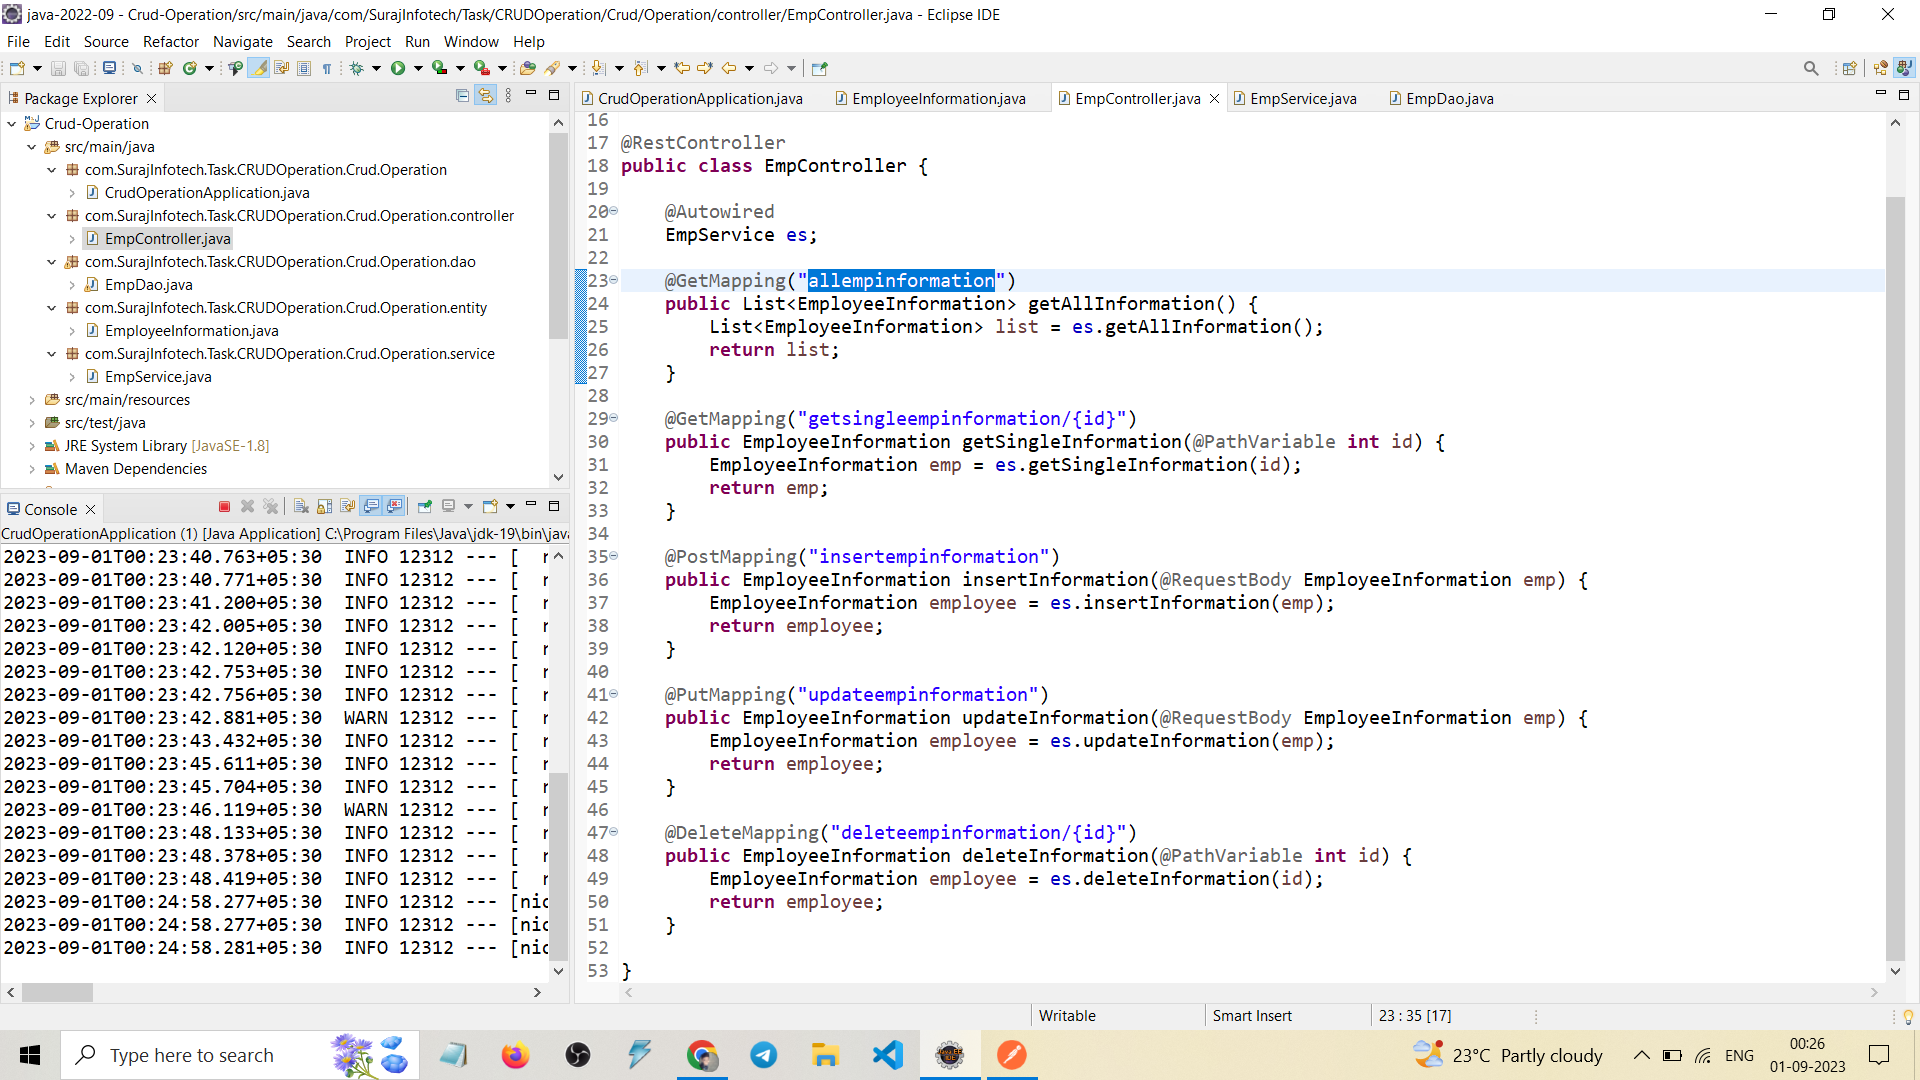 java-2022-09 - Crud-Operation/src/main/java/com/SurajInfotech/Task/CRUDOperation/Crud/Operation/controller/EmpController.java - Eclipse IDE
File Edit Source Refactor Navigate Search Project Run Window Help
Package Explorer
Crud-Operation
src/main/java
com.SurajInfotech.Task.CRUDOperation.Crud.Operation
CrudOperationApplication.java
com.SurajInfotech.Task.CRUDOperation.Crud.Operation.controller
EmpController.java
com.SurajInfotech.Task.CRUDOperation.Crud.Operation.dao
EmpDao.java
com.SurajInfotech.Task.CRUDOperation.Crud.Operation.entity
EmployeeInformation.java
com.SurajInfotech.Task.CRUDOperation.Crud.Operation.service
EmpService.java
src/main/resources
src/test/java
JRE System Library [JavaSE-1.8]
Maven Dependencies
Console
CrudOperationApplication (1) [Java Application] C:\Program Files\Java\jdk-19\bin\java
2023-09-01T00:23:40.763+05:30  INFO 12312 --- [  r
2023-09-01T00:23:40.771+05:30  INFO 12312 --- [  r
2023-09-01T00:23:41.200+05:30  INFO 12312 --- [  r
2023-09-01T00:23:42.005+05:30  INFO 12312 --- [  r
2023-09-01T00:23:42.120+05:30  INFO 12312 --- [  r
2023-09-01T00:23:42.753+05:30  INFO 12312 --- [  r
2023-09-01T00:23:42.756+05:30  INFO 12312 --- [  r
2023-09-01T00:23:42.881+05:30  WARN 12312 --- [  r
2023-09-01T00:23:43.432+05:30  INFO 12312 --- [  r
2023-09-01T00:23:45.611+05:30  INFO 12312 --- [  r
2023-09-01T00:23:45.704+05:30  INFO 12312 --- [  r
2023-09-01T00:23:46.119+05:30  WARN 12312 --- [  r
2023-09-01T00:23:48.133+05:30  INFO 12312 --- [  r
2023-09-01T00:23:48.378+05:30  INFO 12312 --- [  r
2023-09-01T00:23:48.419+05:30  INFO 12312 --- [  r
2023-09-01T00:24:58.277+05:30  INFO 12312 --- [nio
2023-09-01T00:24:58.277+05:30  INFO 12312 --- [nio
2023-09-01T00:24:58.281+05:30  INFO 12312 --- [nio
CrudOperationApplication.java EmployeeInformation.java EmpController.java EmpService.java EmpDao.java
16
17 @RestController
18 public class EmpController {
19
20     @Autowired
21     EmpService es;
22
23     @GetMapping("allempinformation")
24     public List<EmployeeInformation> getAllInformation() {
25         List<EmployeeInformation> list = es.getAllInformation();
26         return list;
27     }
28
29     @GetMapping("getsingleempinformation/{id}")
30     public EmployeeInformation getSingleInformation(@PathVariable int id) {
31         EmployeeInformation emp = es.getSingleInformation(id);
32         return emp;
33     }
34
35     @PostMapping("insertempinformation")
36     public EmployeeInformation insertInformation(@RequestBody EmployeeInformation emp) {
37         EmployeeInformation employee = es.insertInformation(emp);
38         return employee;
39     }
40
41     @PutMapping("updateempinformation")
42     public EmployeeInformation updateInformation(@RequestBody EmployeeInformation emp) {
43         EmployeeInformation employee = es.updateInformation(emp);
44         return employee;
45     }
46
47     @DeleteMapping("deleteempinformation/{id}")
48     public EmployeeInformation deleteInformation(@PathVariable int id) {
49         EmployeeInformation employee = es.deleteInformation(id);
50         return employee;
51     }
52
53 }
Writable Smart Insert 23 : 35 [17]
Type here to search
23°C Partly cloudy ENG
00:26
01-09-2023